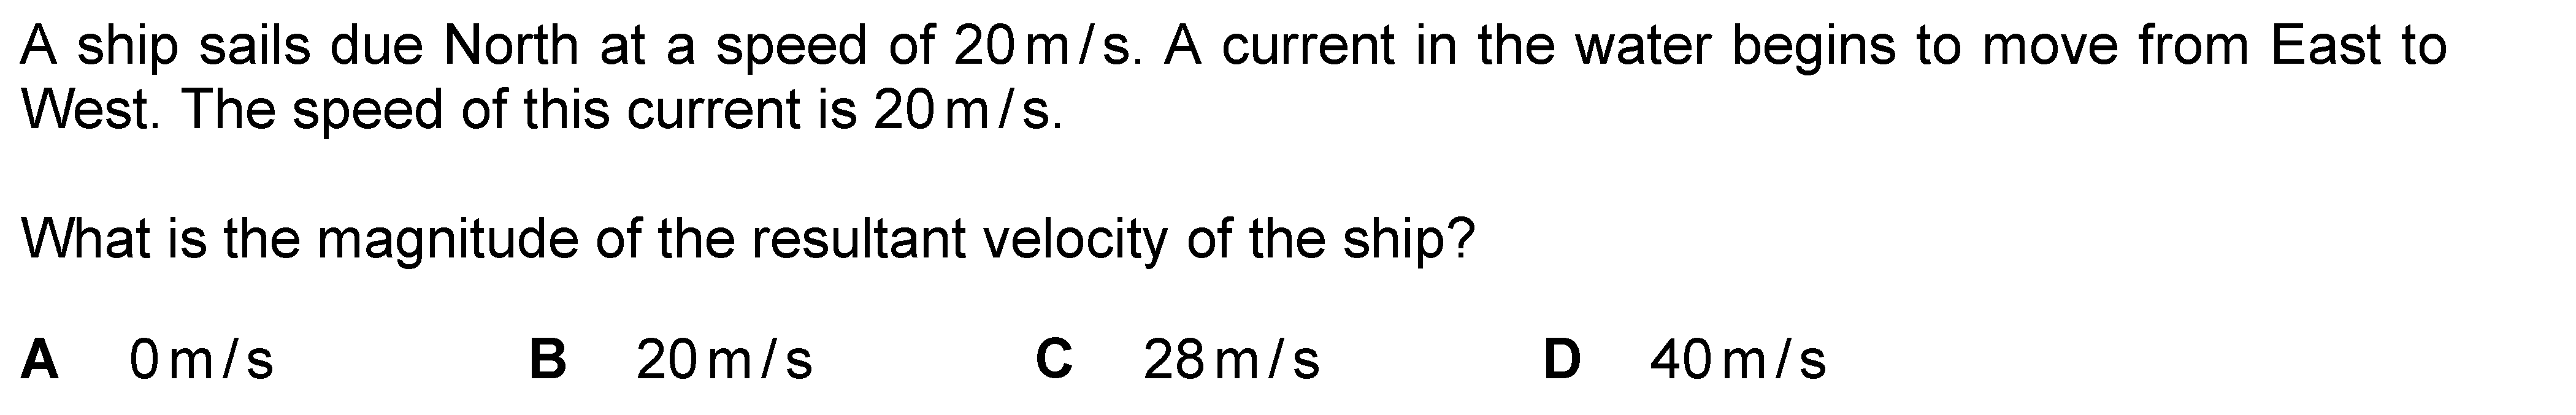 A ship sails due North at a speed of 20 m / s. A current in the water begins to move from East to
West. The speed of this current is 20 m / s.
What is the magnitude of the resultant velocity of the ship?
A 0 m / s B 20 m / s C 28 m / s D 40 m / s